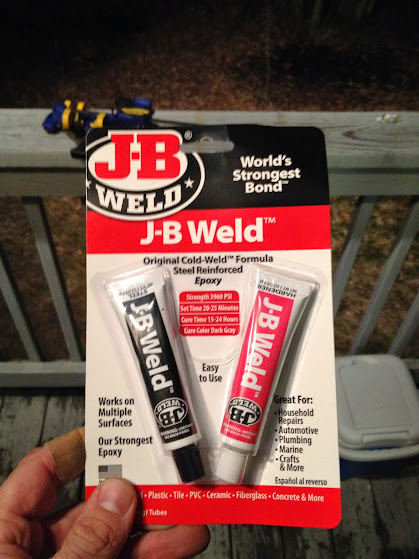 J-B
WELD
World's
Strongest
Bond™
J-B Weld™
Original Cold-Weld™ Formula
Steel Reinforced
Epoxy
Strength 3960 PSI
Set Time 20-25 Minutes
Cure Time 15-24 Hours
Cure Color Dark Gray
STEEL
J-B Weld™
J-B
WELD
HARDENER
J-B Weld™
J-B
WELD
Easy
to Use
Works on
Multiple
Surfaces
Our Strongest
Epoxy
Great For:
• Household
Repairs
• Automotive
• Plumbing
• Marine
• Crafts
& More
Español al reverso
• Plastic • Tile • PVC • Ceramic • Fiberglass • Concrete & More
Tubes